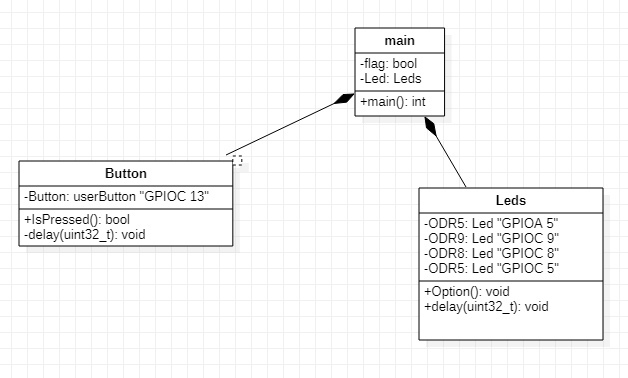 main
-flag: bool
-Led: Leds
+main(): int
Button
-Button: userButton "GPIOC 13"
+IsPressed(): bool
-delay(uint32_t): void
Leds
-ODR5: Led "GPIOA 5"
-ODR9: Led "GPIOC 9"
-ODR8: Led "GPIOC 8"
-ODR5: Led "GPIOC 5"
+Option(): void
+delay(uint32_t): void